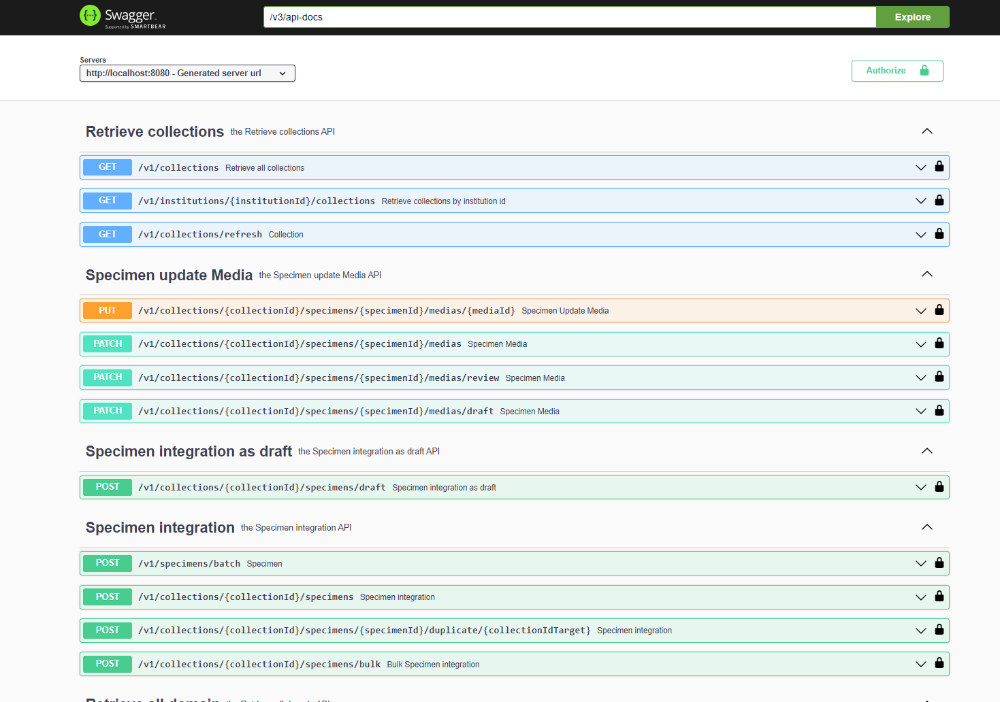 Swagger
Supported by SMARTBEAR
/v3/api-docs
Explore
Servers
http://localhost:8080 - Generated server url
Authorize
Retrieve collections the Retrieve collections API
GET /v1/collections Retrieve all collections
GET /v1/institutions/{institutionId}/collections Retrieve collections by institution id
GET /v1/collections/refresh Collection
Specimen update Media the Specimen update Media API
PUT /v1/collections/{collectionId}/specimens/{specimenId}/medias/{mediaId} Specimen Update Media
PATCH /v1/collections/{collectionId}/specimens/{specimenId}/medias Specimen Media
PATCH /v1/collections/{collectionId}/specimens/{specimenId}/medias/review Specimen Media
PATCH /v1/collections/{collectionId}/specimens/{specimenId}/medias/draft Specimen Media
Specimen integration as draft the Specimen integration as draft API
POST /v1/collections/{collectionId}/specimens/draft Specimen integration as draft
Specimen integration the Specimen integration API
POST /v1/specimens/batch Specimen
POST /v1/collections/{collectionId}/specimens Specimen integration
POST /v1/collections/{collectionId}/specimens/{specimenId}/duplicate/{collectionIdTarget} Specimen integration
POST /v1/collections/{collectionId}/specimens/bulk Bulk Specimen integration
Retrieve all domain